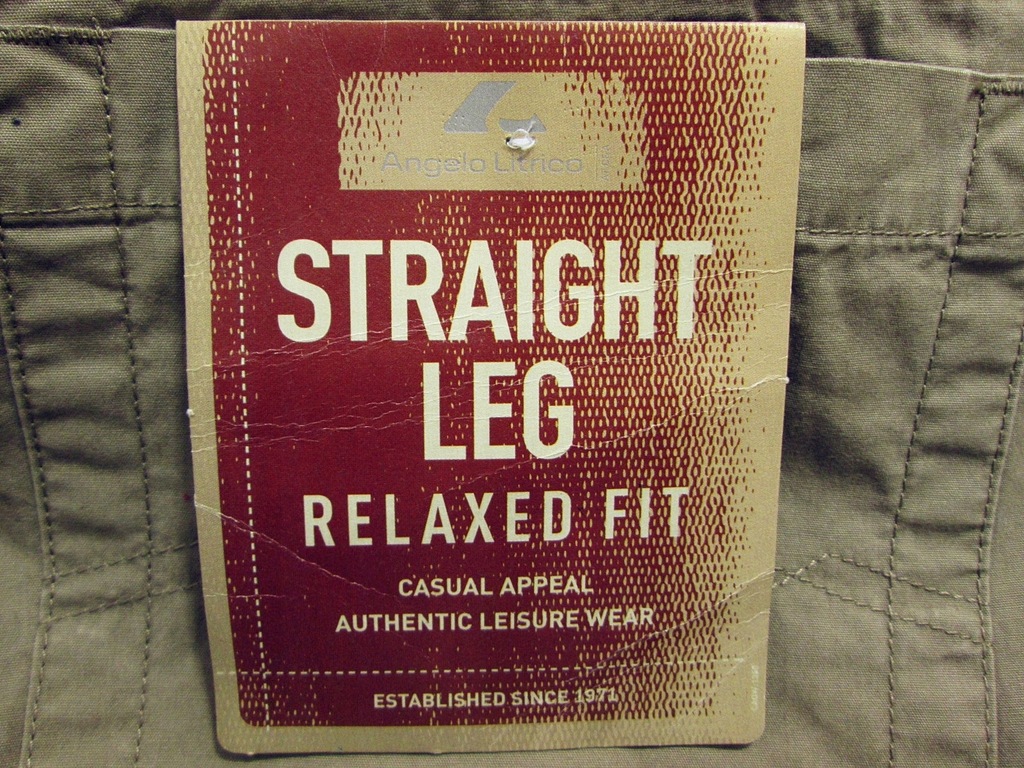 Angelo Litrico
STRAIGHT
LEG
RELAXED FIT
CASUAL APPEAL
AUTHENTIC LEISURE WEAR
ESTABLISHED SINCE 1971